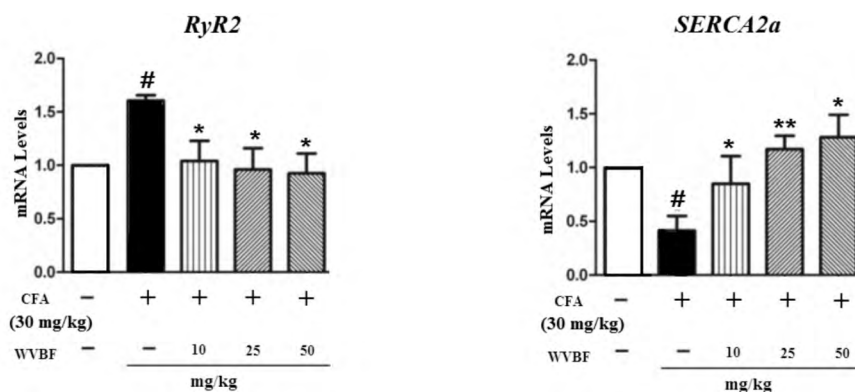 RyR2
mRNA Levels
2.0
1.5
1.0
0.5
0.0
#
*
*
*
CFA − + + + +
(30 mg/kg)
WVBF − − 10 25 50
mg/kg
SERCA2a
mRNA Levels
2.0
1.5
1.0
0.5
0.0
#
*
**
*
CFA − + + + +
(30 mg/kg)
WVBF − − 10 25 50
mg/kg